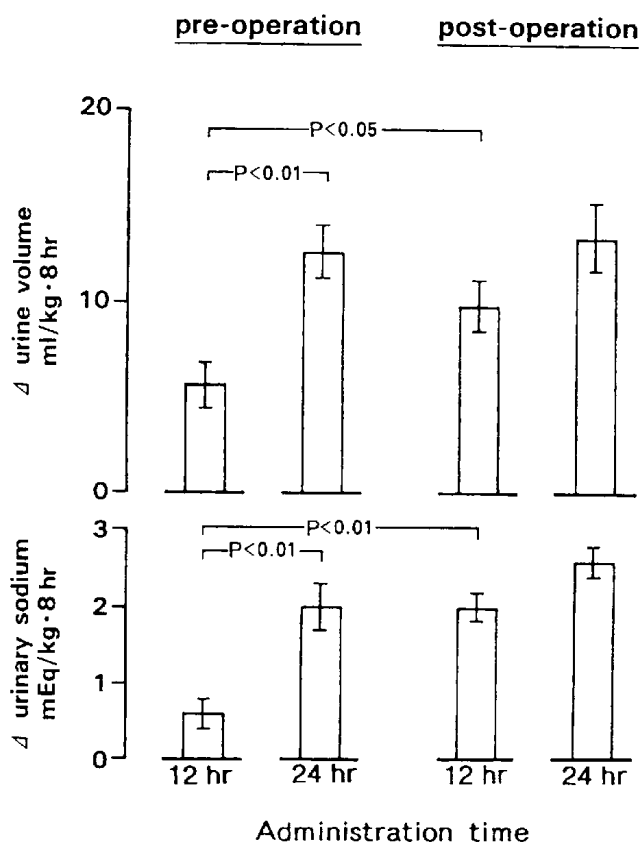 pre-operation post-operation
20
10
0
Δ urine volume
ml/kg·8 hr
P<0.05
P<0.01
3
2
1
0
Δ urinary sodium
mEq/kg·8 hr
P<0.01
P<0.01
12 hr 24 hr 12 hr 24 hr
Administration time